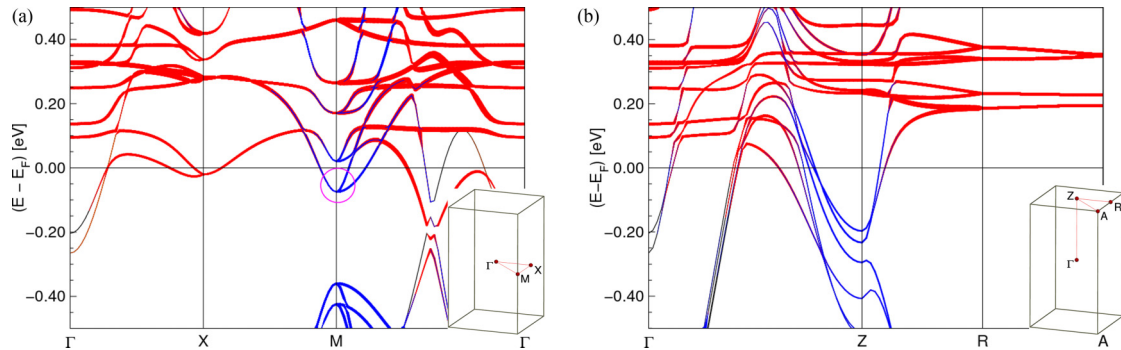 (a)
(E − E_F) [eV]
0.40
0.20
0.00
−0.20
−0.40
Γ X M Γ
Γ X M
(b)
(E−E_F) [eV]
0.40
0.20
0.00
−0.20
−0.40
Γ Z R A
Z R A Γ